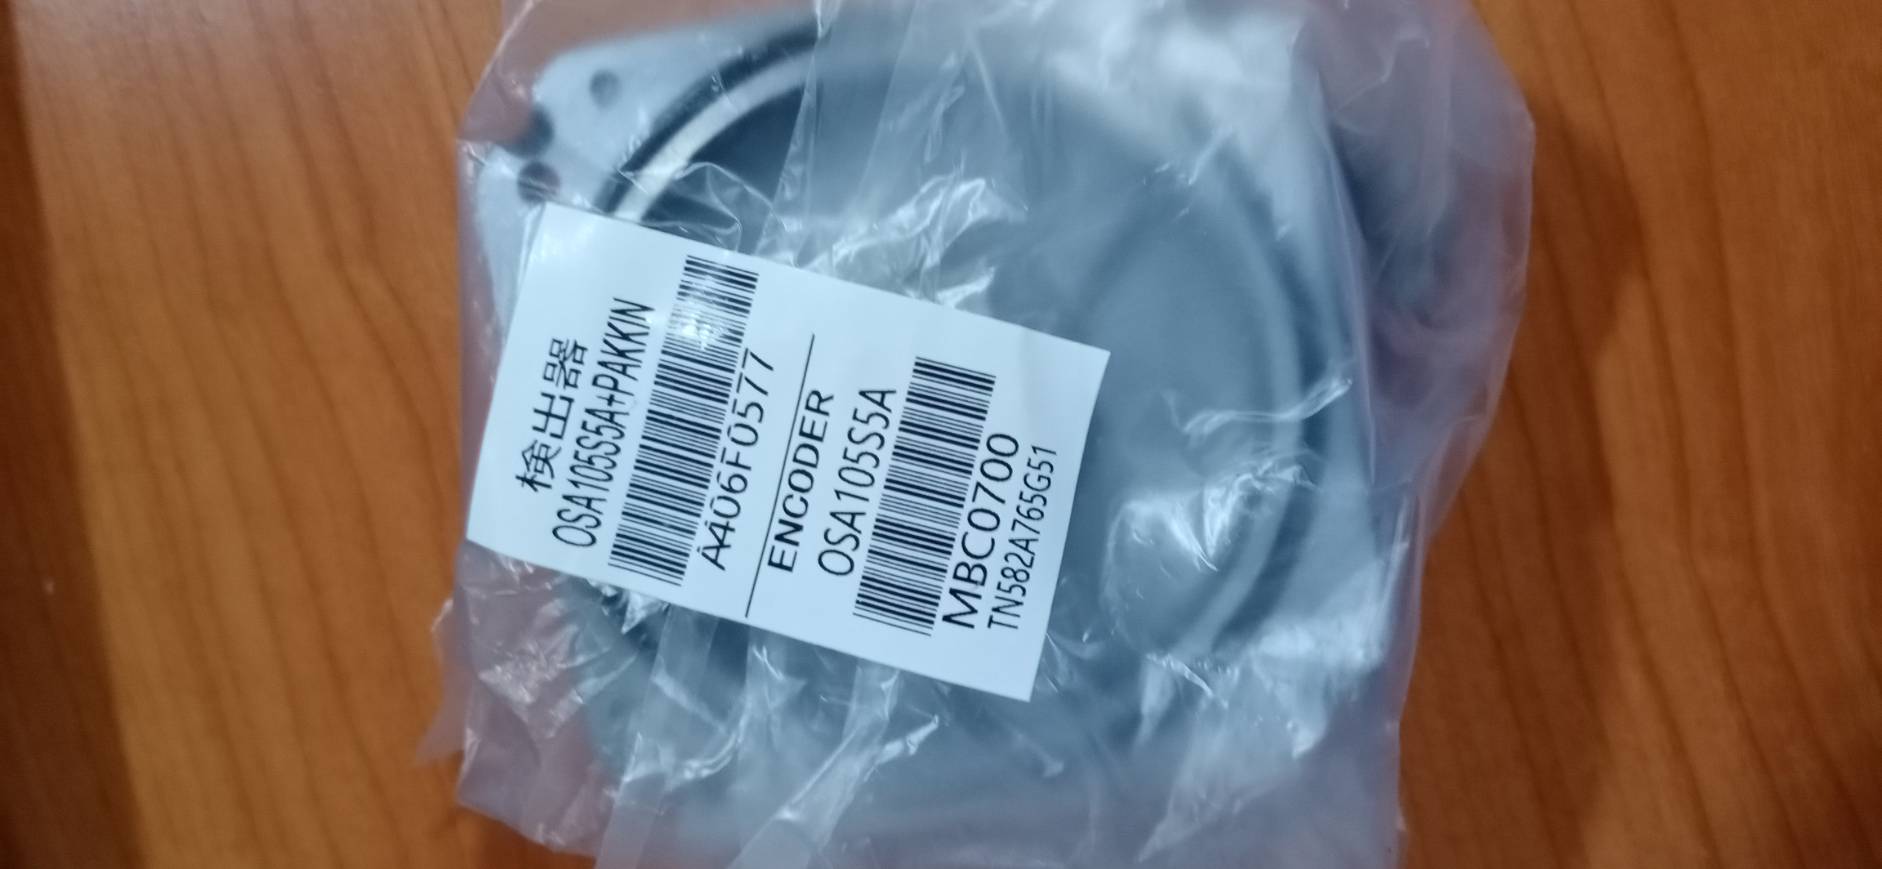 検出器
OSA105S5A+PAKKIN
A406F0577
ENCODER
OSA105S5A
MBC0700
TN582A765G51